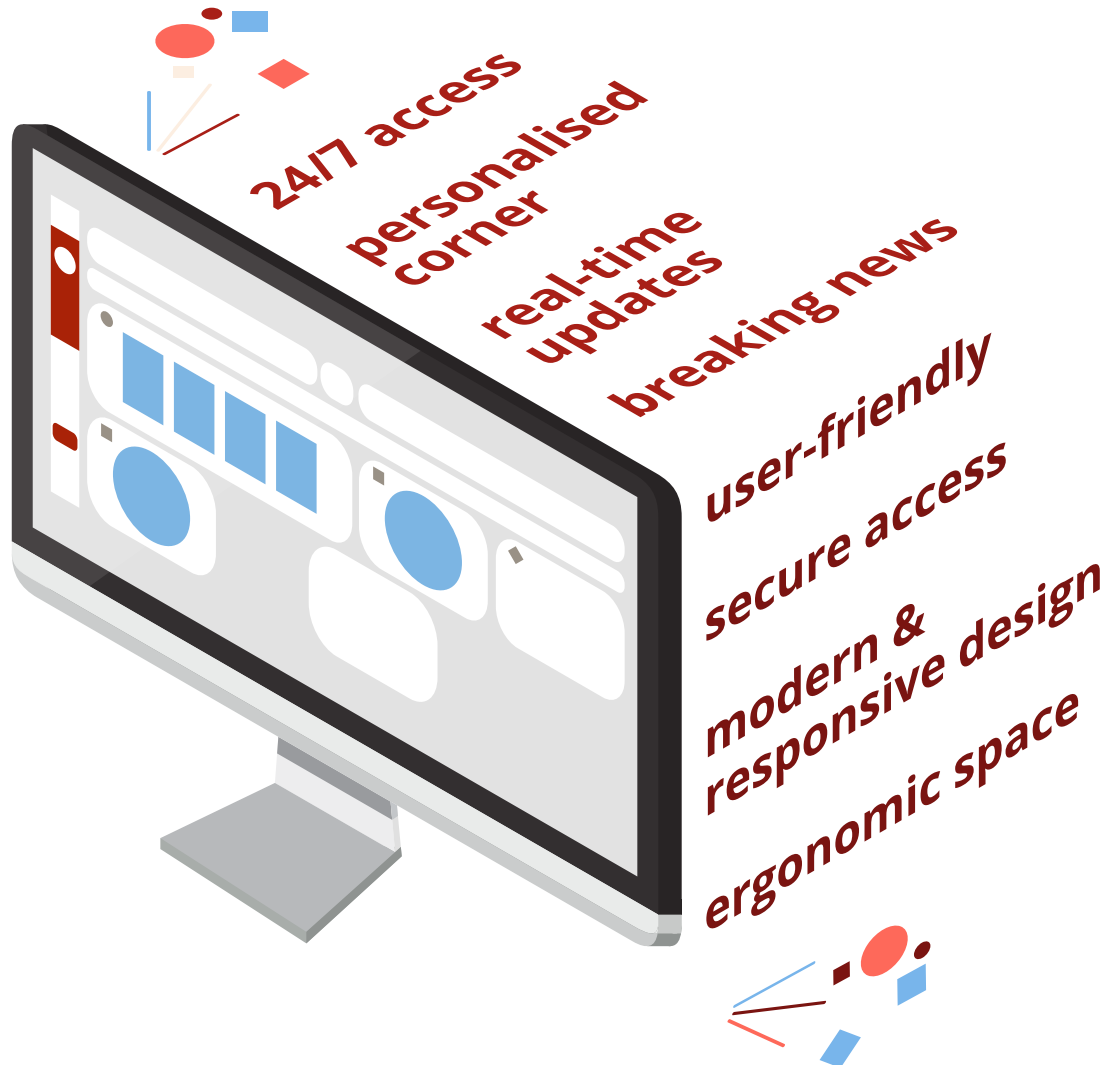 24/7 access
personalised
corner
real-time
updates
breaking news
user-friendly
secure access
modern &
responsive design
ergonomic space